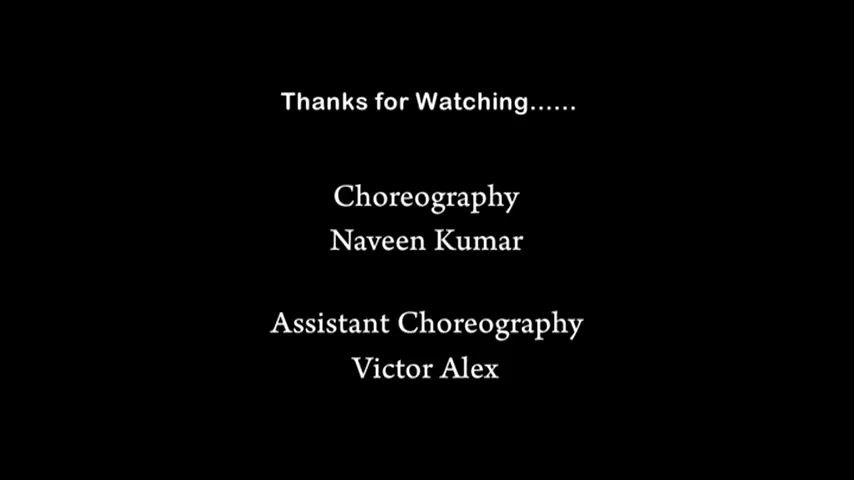 Thanks for Watching......
Choreography
Naveen Kumar
Assistant Choreography
Victor Alex